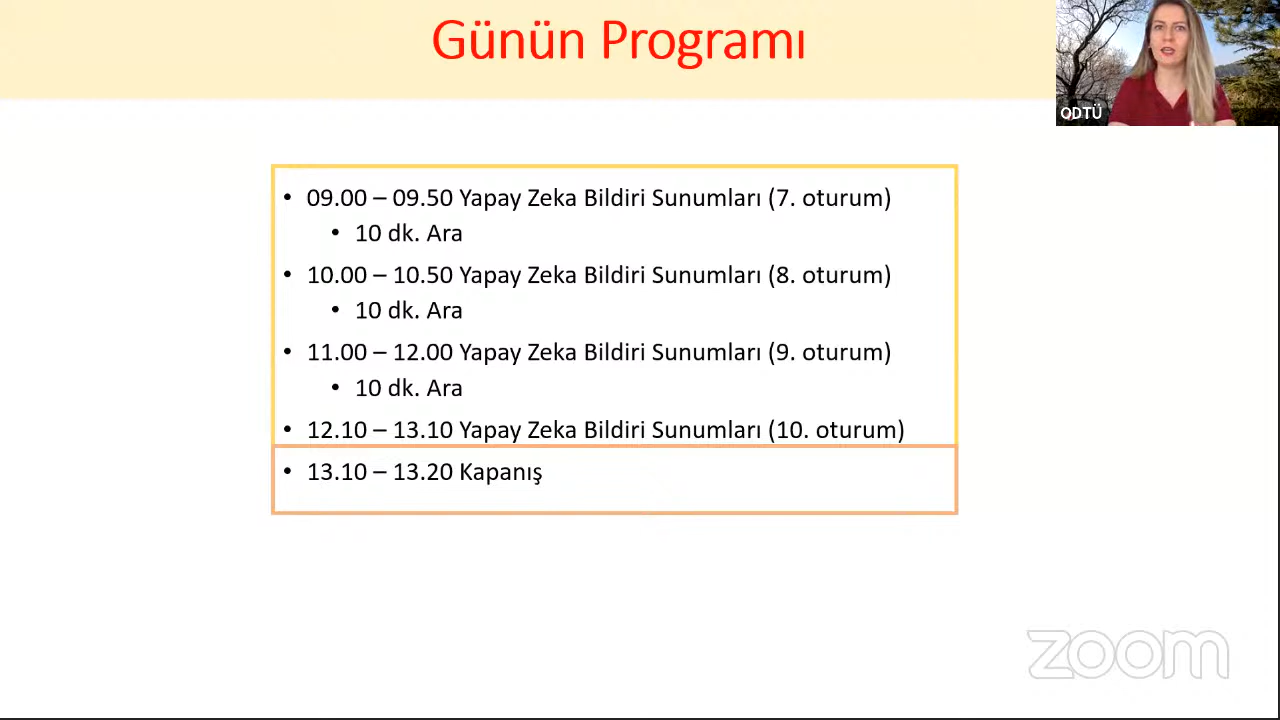 Günün Programı
ODTÜ
• 09.00 – 09.50 Yapay Zeka Bildiri Sunumları (7. oturum)
• 10 dk. Ara
• 10.00 – 10.50 Yapay Zeka Bildiri Sunumları (8. oturum)
• 10 dk. Ara
• 11.00 – 12.00 Yapay Zeka Bildiri Sunumları (9. oturum)
• 10 dk. Ara
• 12.10 – 13.10 Yapay Zeka Bildiri Sunumları (10. oturum)
• 13.10 – 13.20 Kapanış
zoom